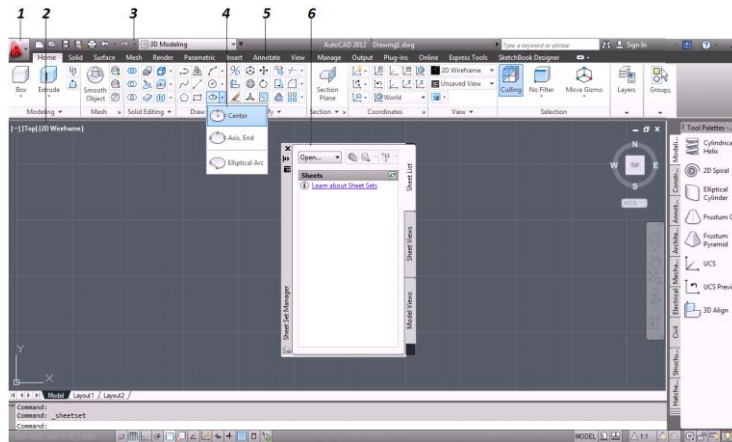 1 2 3 4 5 6
3D Modeling
AutoCAD 2012 Drawing1.dwg
Type a keyword or phrase
Sign In
Home Solid Surface Mesh Render Parametric Insert Annotate View Manage Output Plug-ins Online Express Tools SketchBook Designer
Box
Extrude
Smooth
Object
Section
Plane
2D Wireframe
Unsaved View
World
Culling
No Filter
Move Gizmo
Layers
Groups
Modeling
Mesh
Solid Editing
Draw
Section
Coordinates
View
Selection
Center
Axis, End
Elliptical Arc
[-][Top][2D Wireframe]
Open...
Sheets
Learn about Sheet Sets
Sheet List
Sheet Views
Model Views
Sheet Set Manager
N
W
TOP
E
S
WCS
Tool Palettes -
Modeli...
Constr...
Annot...
Archite...
Mecha...
Electrical
Civil
Structu...
Hatche...
Cylindrica
Helix
2D Spiral
Elliptical
Cylinder
Frustum C
Frustum
Pyramid
UCS
UCS Previ
3D Align
Y
X
Model Layout1 Layout2
Command:
Command: _sheetset
Command:
MODEL
1:1